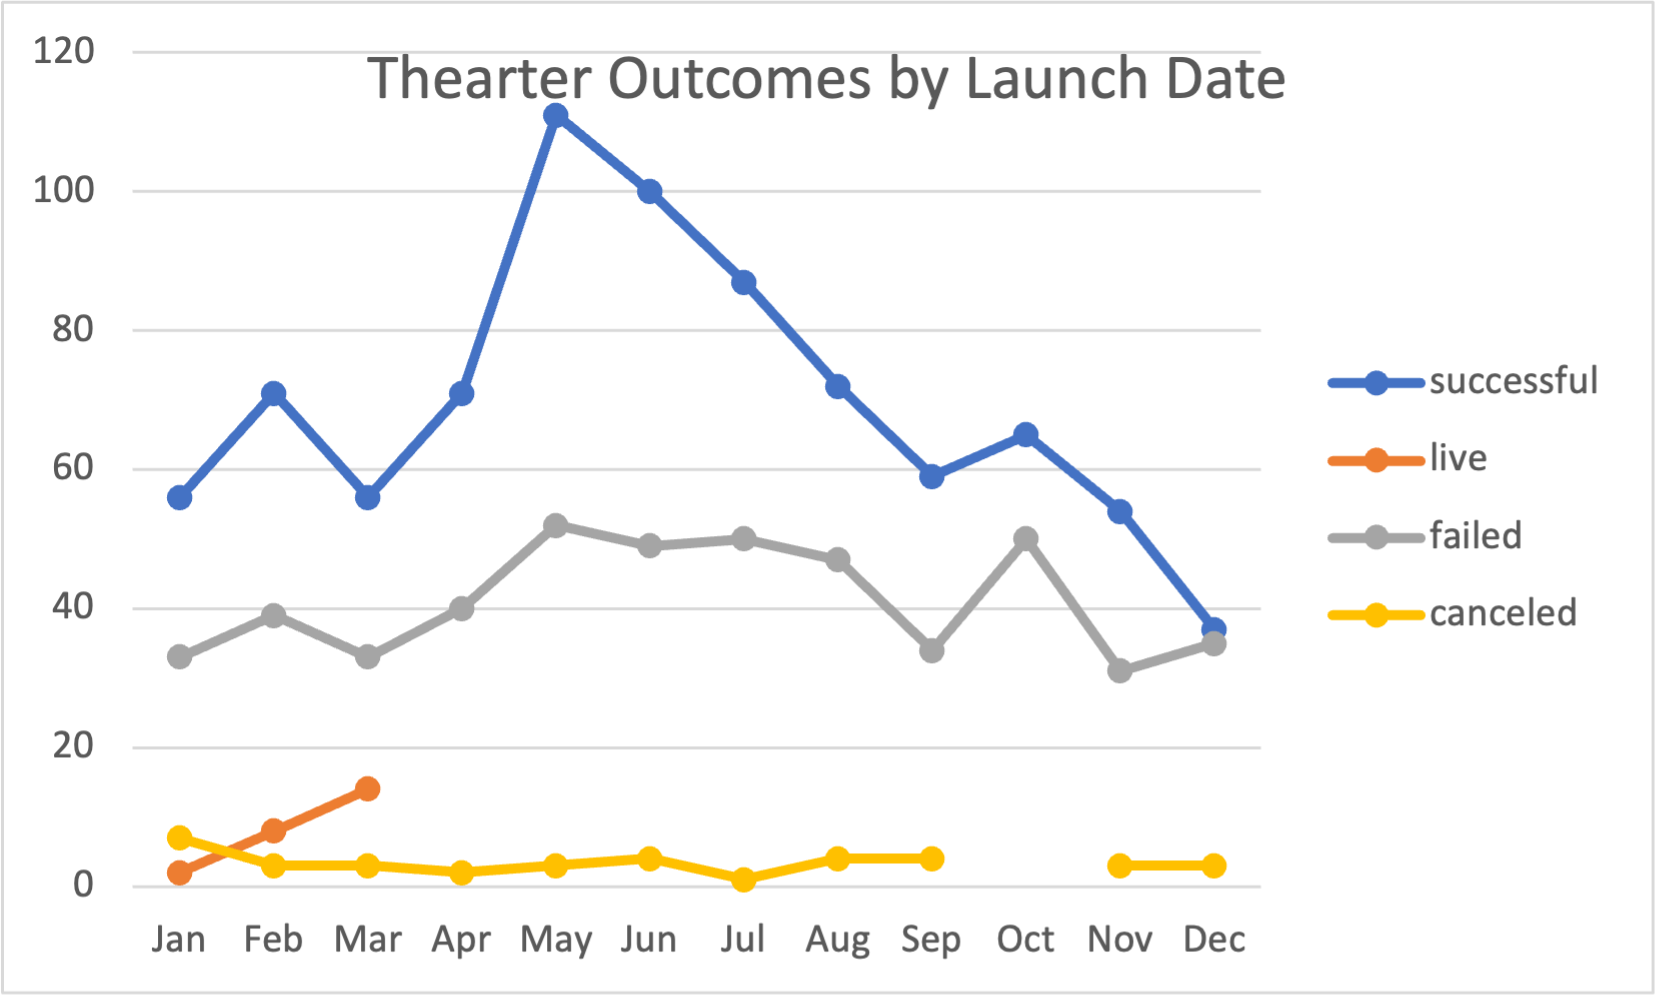 Thearter Outcomes by Launch Date
120
100
80
60
40
20
0
Jan Feb Mar Apr May Jun Jul Aug Sep Oct Nov Dec
successful
live
failed
canceled